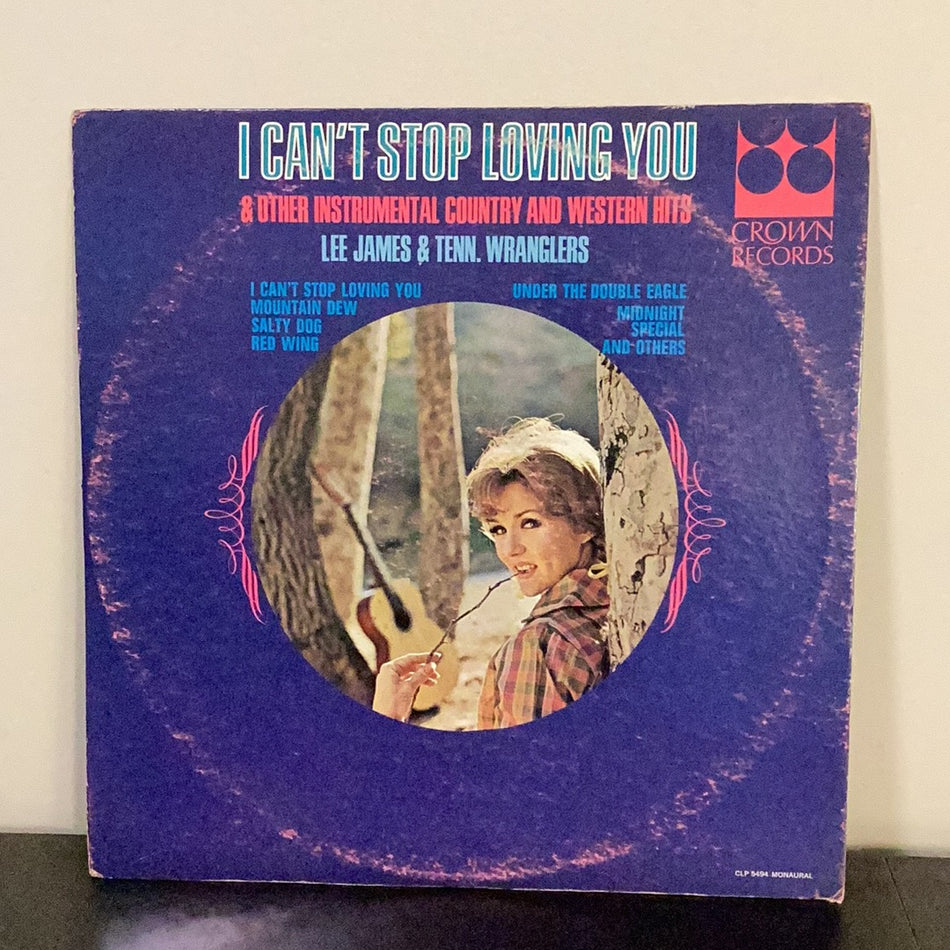 I CAN'T STOP LOVING YOU
& OTHER INSTRUMENTAL COUNTRY AND WESTERN HITS
LEE JAMES & TENN. WRANGLERS
CROWN
RECORDS
I CAN'T STOP LOVING YOU
MOUNTAIN DEW
SALTY DOG
RED WING
UNDER THE DOUBLE EAGLE
MIDNIGHT
SPECIAL
AND OTHERS
CLP 5494 MONAURAL